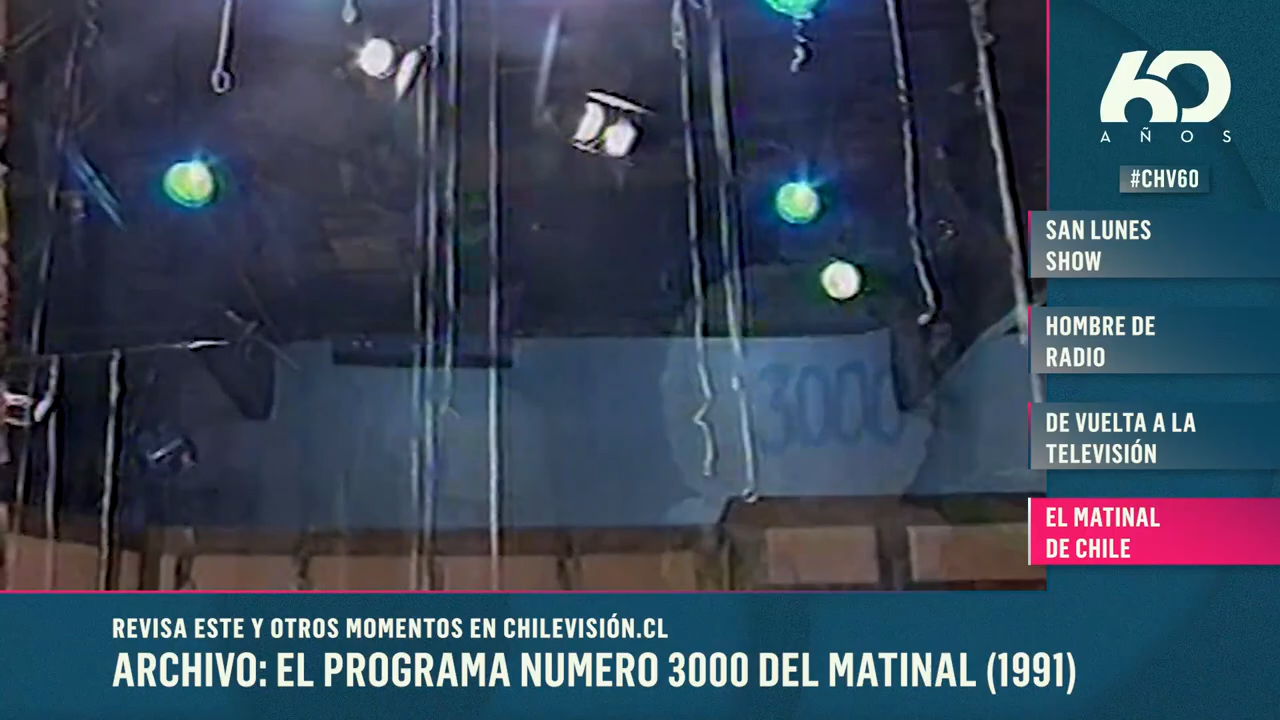 3000
60
AÑOS
#CHV60
SAN LUNES
SHOW
HOMBRE DE
RADIO
DE VUELTA A LA
TELEVISIÓN
EL MATINAL
DE CHILE
REVISA ESTE Y OTROS MOMENTOS EN CHILEVISIÓN.CL
ARCHIVO: EL PROGRAMA NUMERO 3000 DEL MATINAL (1991)